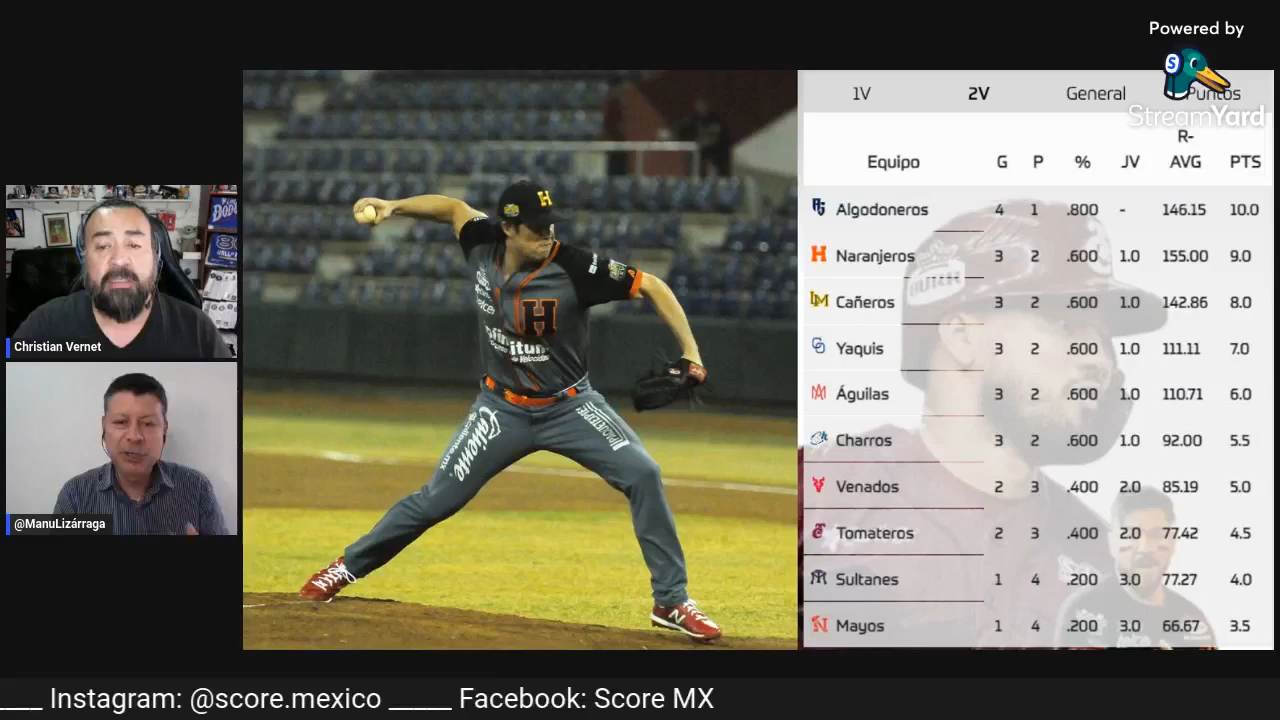 Powered by
S
StreamYard
1V 2V General Puntos
Equipo G P % JV R-AVG PTS
Algodoneros 4 1 .800 - 146.15 10.0
Naranjeros 3 2 .600 1.0 155.00 9.0
Cañeros 3 2 .600 1.0 142.86 8.0
Yaquis 3 2 .600 1.0 111.11 7.0
Águilas 3 2 .600 1.0 110.71 6.0
Charros 3 2 .600 1.0 92.00 5.5
Venados 2 3 .400 2.0 85.19 5.0
Tomateros 2 3 .400 2.0 77.42 4.5
Sultanes 1 4 .200 3.0 77.27 4.0
Mayos 1 4 .200 3.0 66.67 3.5
H
H
Caliente
.mx
Christian Vernet
@ManuLizárraga
Instagram: @score.mexico _____ Facebook: Score MX